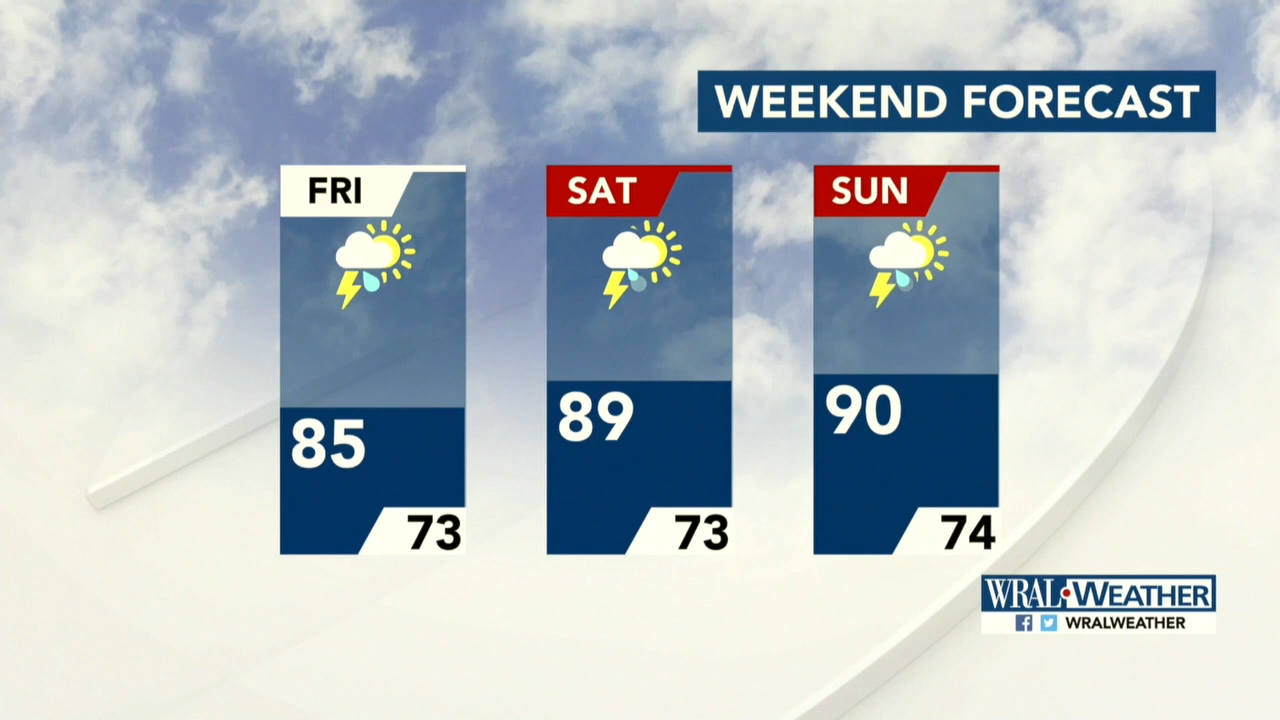 WEEKEND FORECAST
FRI
SAT
SUN
85
89
90
73
73
74
WRAL WEATHER
WRALWEATHER